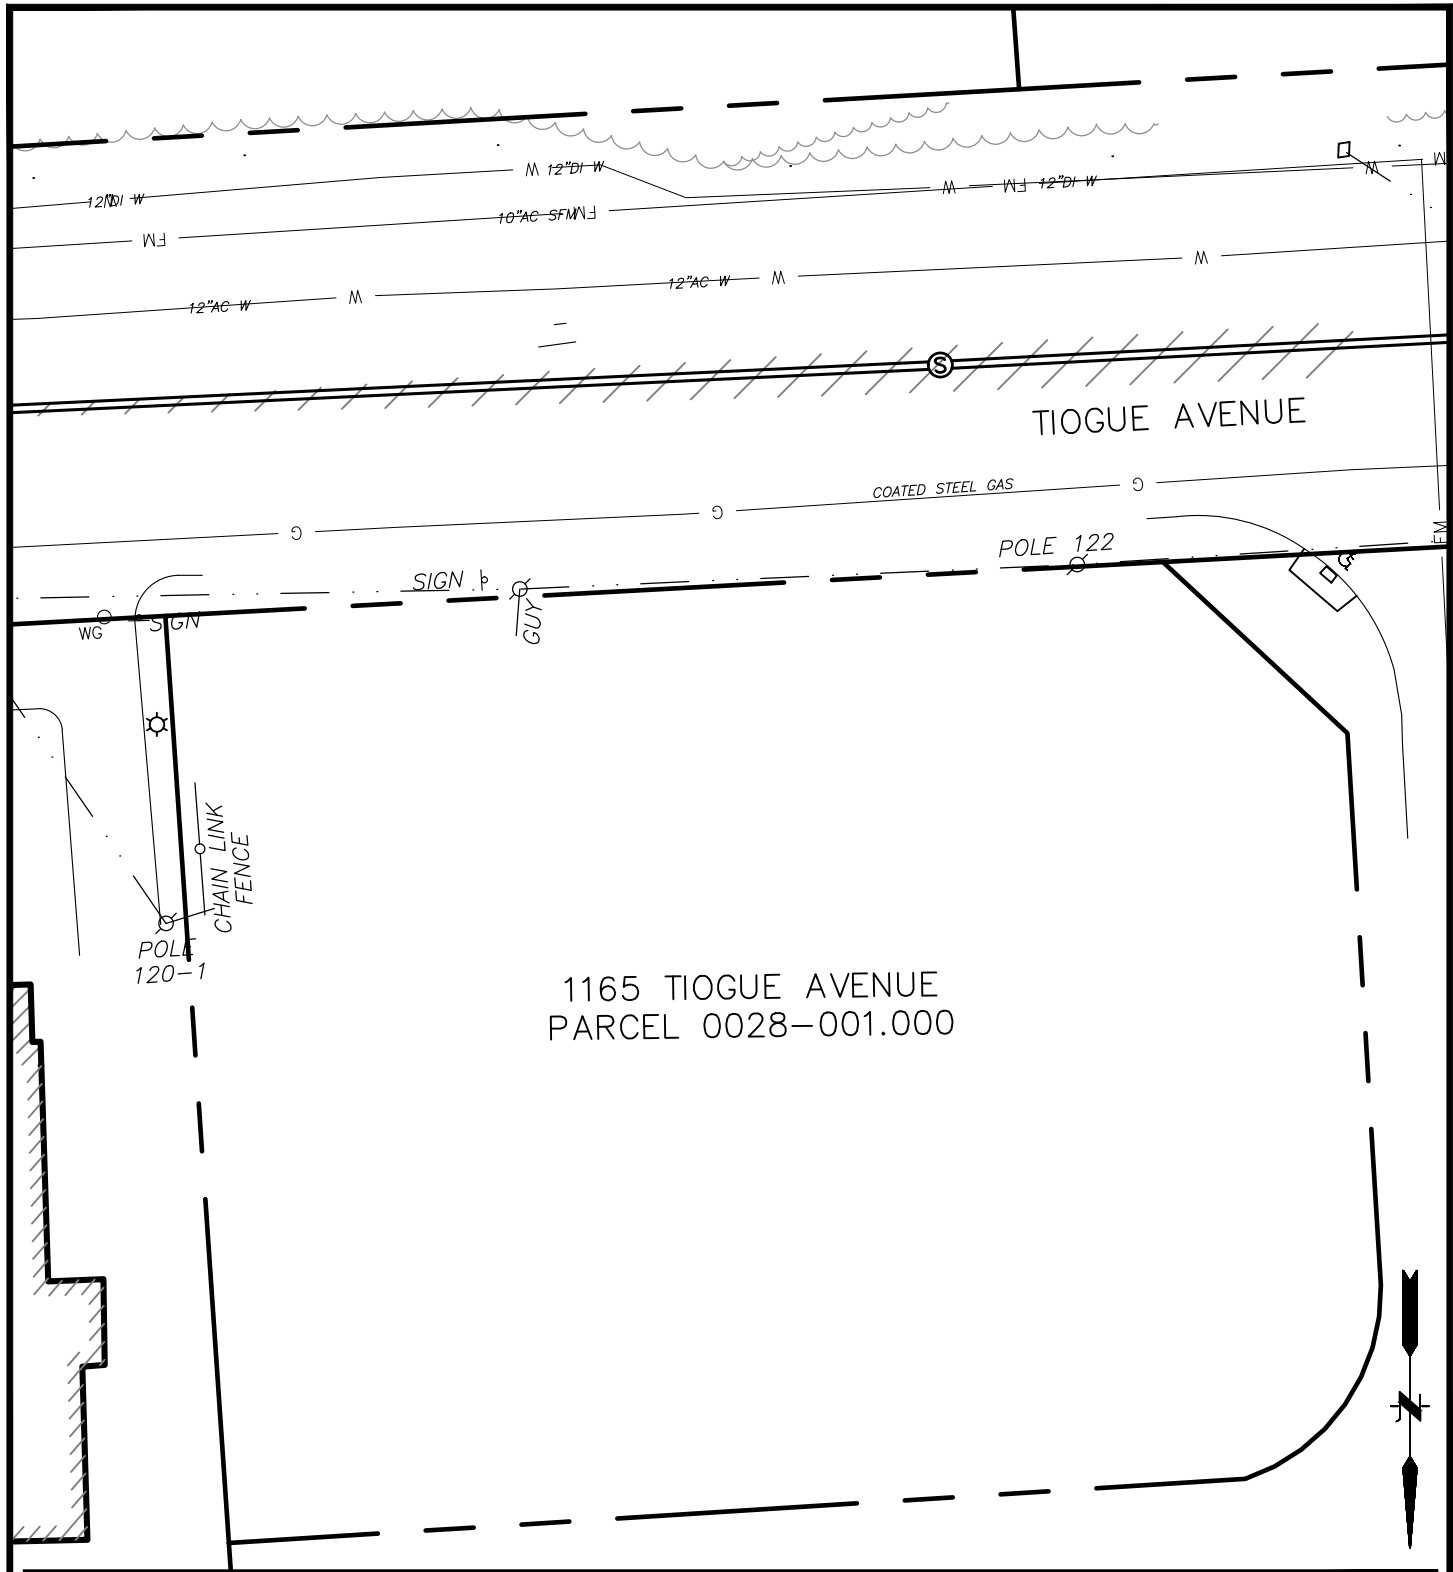 W 12"DI W
12"DI W
W
FM 12"DI W
W
W
10"AC SFM
FM
FM
12"AC W
W
12"AC W
W
W
S
TIOGUE AVENUE
COATED STEEL GAS
G
G
G
FM
POLE 122
SIGN
GUY
WG
SIGN
CHAIN LINK
FENCE
POLE
120-1
1165 TIOGUE AVENUE
PARCEL 0028-001.000
N